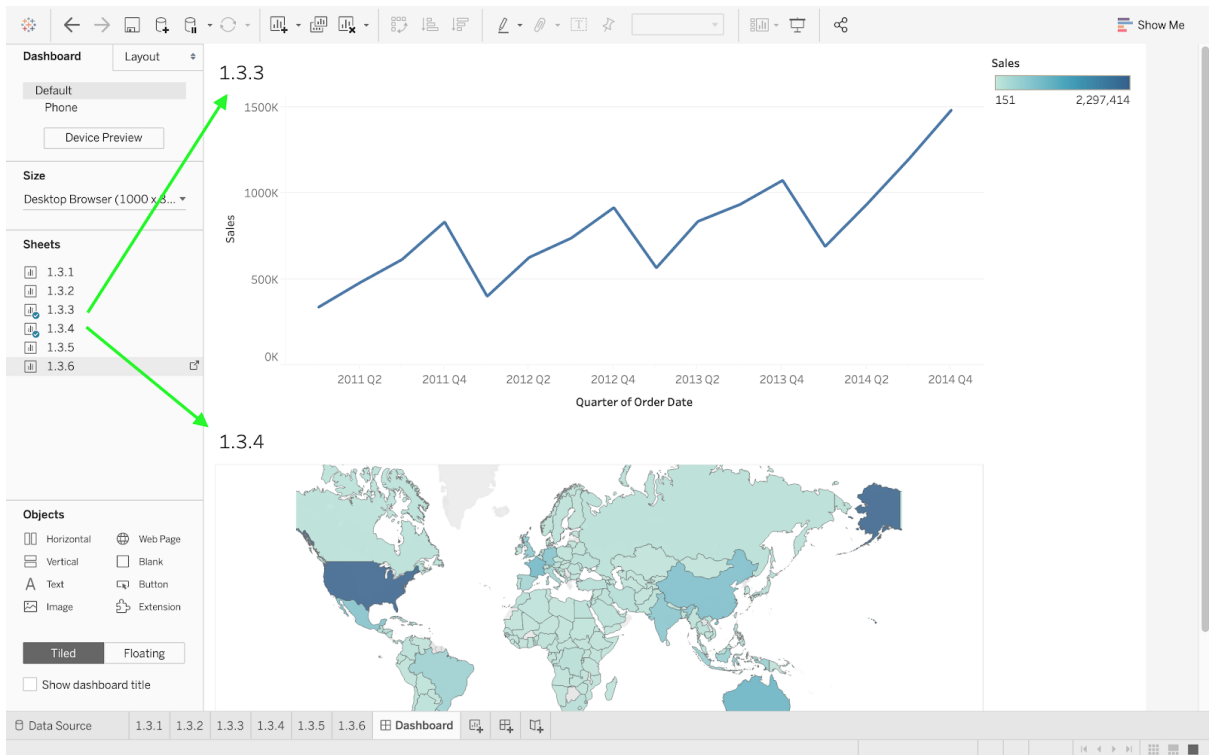 Show Me
Dashboard
Layout
Default
Phone
Device Preview
Size
Desktop Browser (1000 x 8...
Sheets
1.3.1
1.3.2
1.3.3
1.3.4
1.3.5
1.3.6
Objects
Horizontal Web Page
Vertical Blank
A Text Button
Image Extension
Tiled Floating
Show dashboard title
1.3.3
1500K
1000K
500K
0K
Sales
2011 Q2 2011 Q4 2012 Q2 2012 Q4 2013 Q2 2013 Q4 2014 Q2 2014 Q4
Quarter of Order Date
Sales
151 2,297,414
1.3.4
Data Source 1.3.1 1.3.2 1.3.3 1.3.4 1.3.5 1.3.6 Dashboard